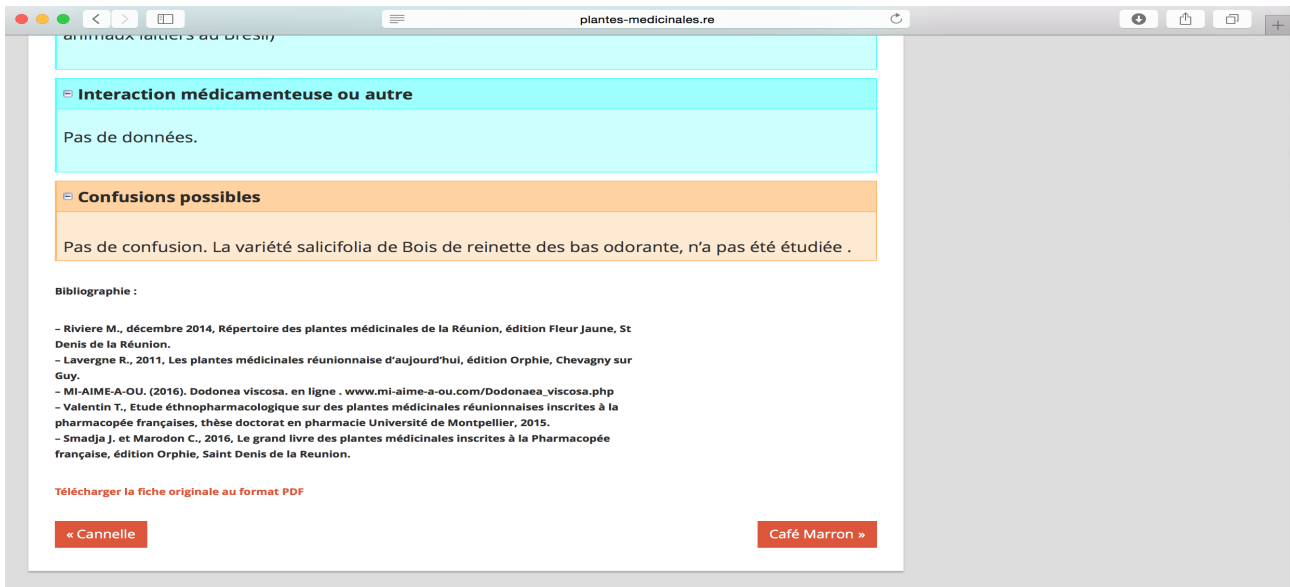 plantes-medicinales.re
animaux laitiers au Brésil)
Interaction médicamenteuse ou autre
Pas de données.
Confusions possibles
Pas de confusion. La variété salicifolia de Bois de reinette des bas odorante, n’a pas été étudiée .
Bibliographie :
– Riviere M., décembre 2014, Répertoire des plantes médicinales de la Réunion, édition Fleur Jaune, St
Denis de la Réunion.
– Lavergne R., 2011, Les plantes médicinales réunionnaise d’aujourd’hui, édition Orphie, Chevagny sur
Guy.
– MI-AIME-A-OU. (2016). Dodonea viscosa. en ligne . www.mi-aime-a-ou.com/Dodonaea_viscosa.php
– Valentin T., Etude éthnopharmacologique sur des plantes médicinales réunionnaises inscrites à la
pharmacopée françaises, thèse doctorat en pharmacie Université de Montpellier, 2015.
– Smadja J. et Marodon C., 2016, Le grand livre des plantes médicinales inscrites à la Pharmacopée
française, édition Orphie, Saint Denis de la Reunion.
Télécharger la fiche originale au format PDF
« Cannelle
Café Marron »